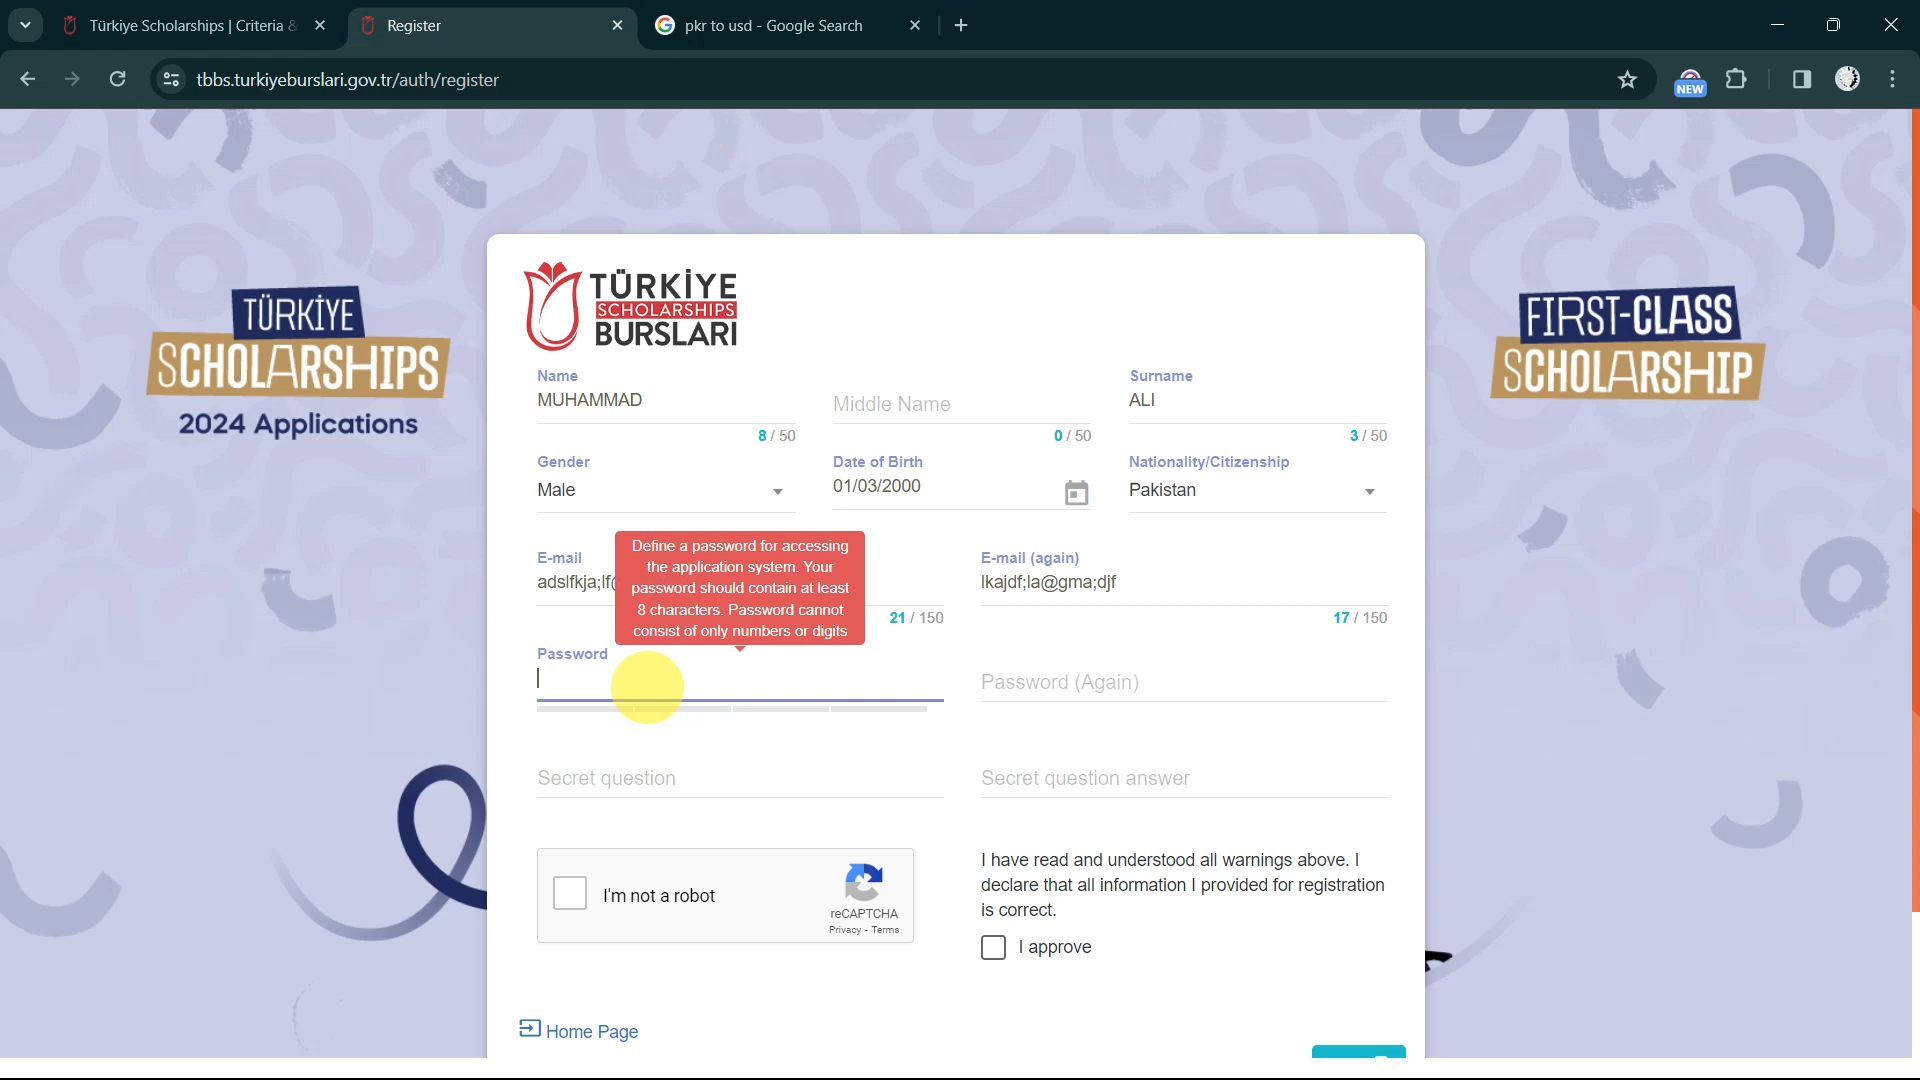 Türkiye Scholarships | Criteria &
Register
pkr to usd - Google Search
tbbs.turkiyeburslari.gov.tr/auth/register
NEW
TÜRKİYE
SCHOLARSHIPS
2024 Applications
TÜRKİYE
SCHOLARSHIPS
BURSLARI
FIRST-CLASS
SCHOLARSHIP
Name
MUHAMMAD
8 / 50
Middle Name
0 / 50
Surname
ALI
3 / 50
Gender
Male
Date of Birth
01/03/2000
Nationality/Citizenship
Pakistan
E-mail
adslfkja;lf@
21 / 150
Define a password for accessing
the application system. Your
password should contain at least
8 characters. Password cannot
consist of only numbers or digits
E-mail (again)
lkajdf;la@gma;djf
17 / 150
Password
Password (Again)
Secret question
Secret question answer
I'm not a robot
reCAPTCHA
Privacy - Terms
I have read and understood all warnings above. I
declare that all information I provided for registration
is correct.
I approve
Home Page